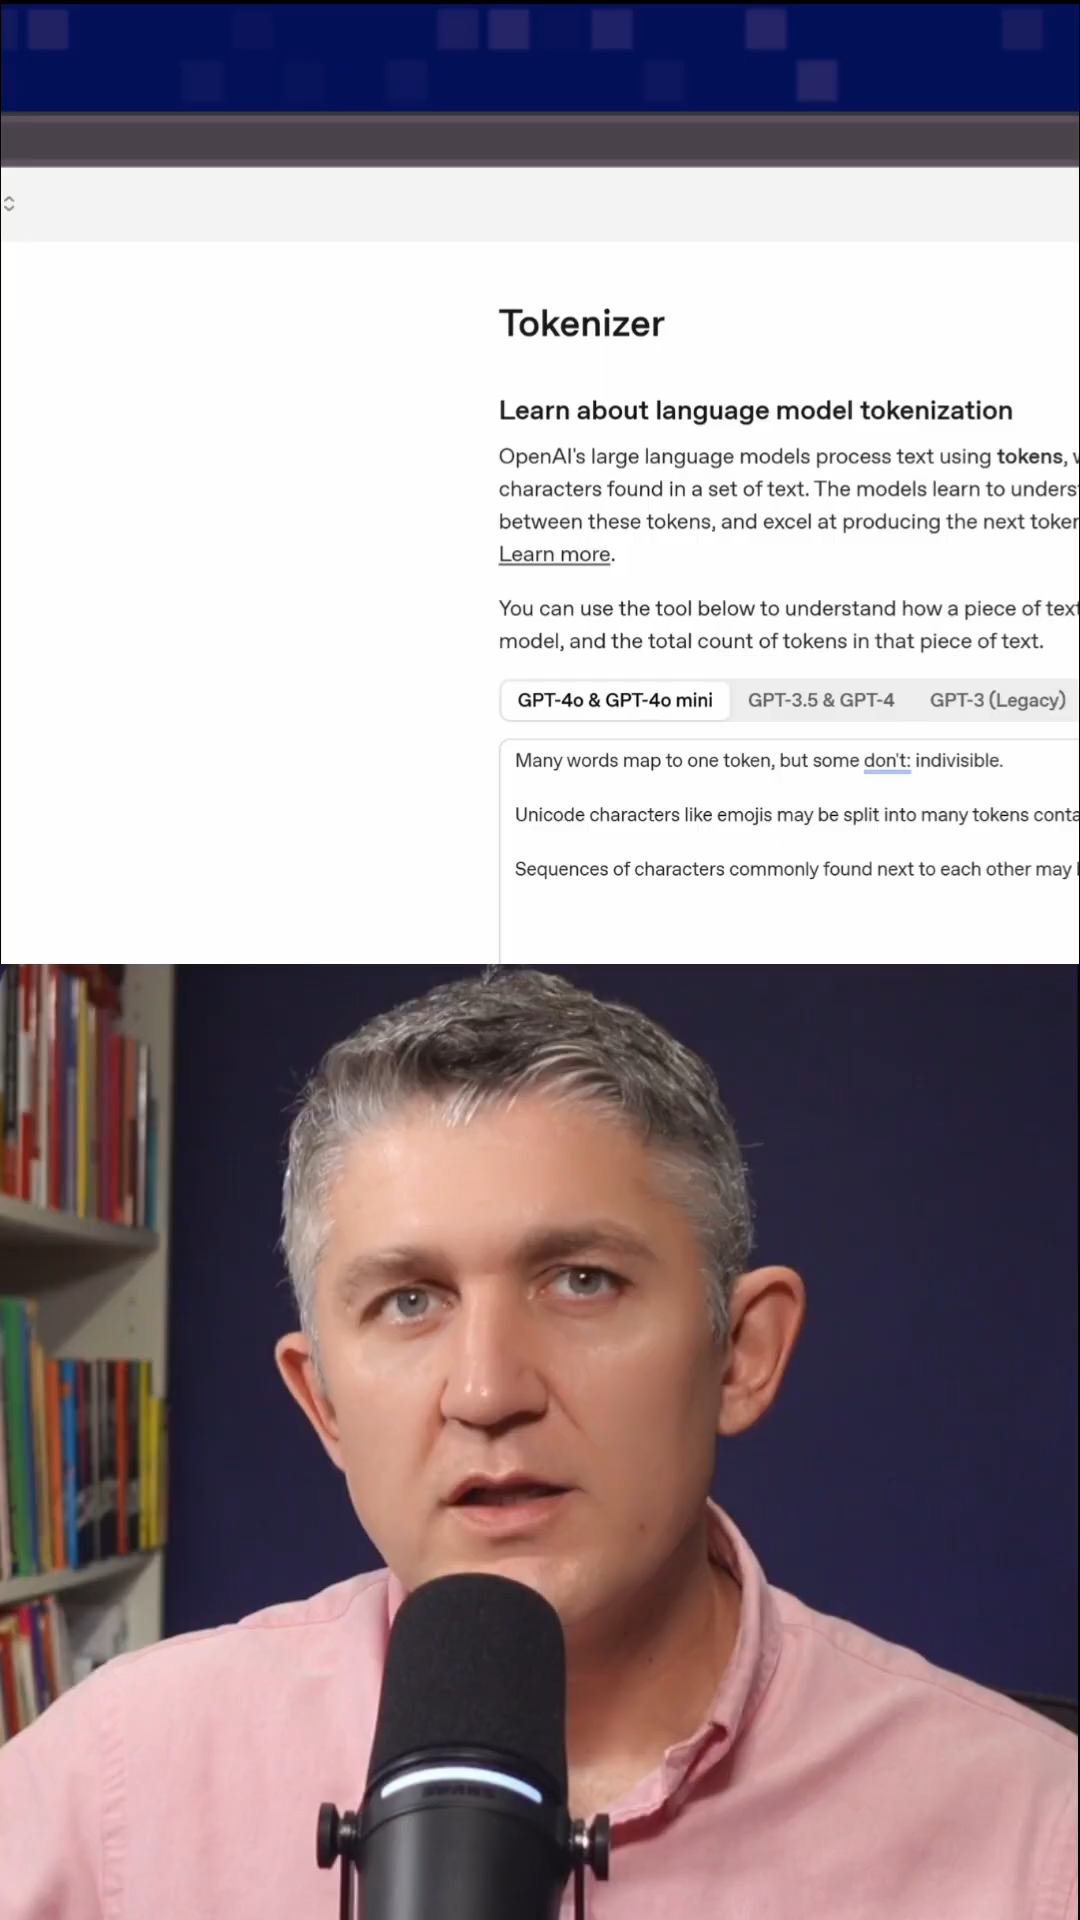 Tokenizer
Learn about language model tokenization
OpenAI's large language models process text using tokens,
characters found in a set of text. The models learn to
between these tokens, and excel at producing the next
Learn more.
You can use the tool below to understand how a piece of
model, and the total count of tokens in that piece of text.
GPT-4o & GPT-4o mini GPT-3.5 & GPT-4 GPT-3 (Legacy)
Many words map to one token, but some don't: indivisible.
Unicode characters like emojis may be split into many tokens
Sequences of characters commonly found next to each other may